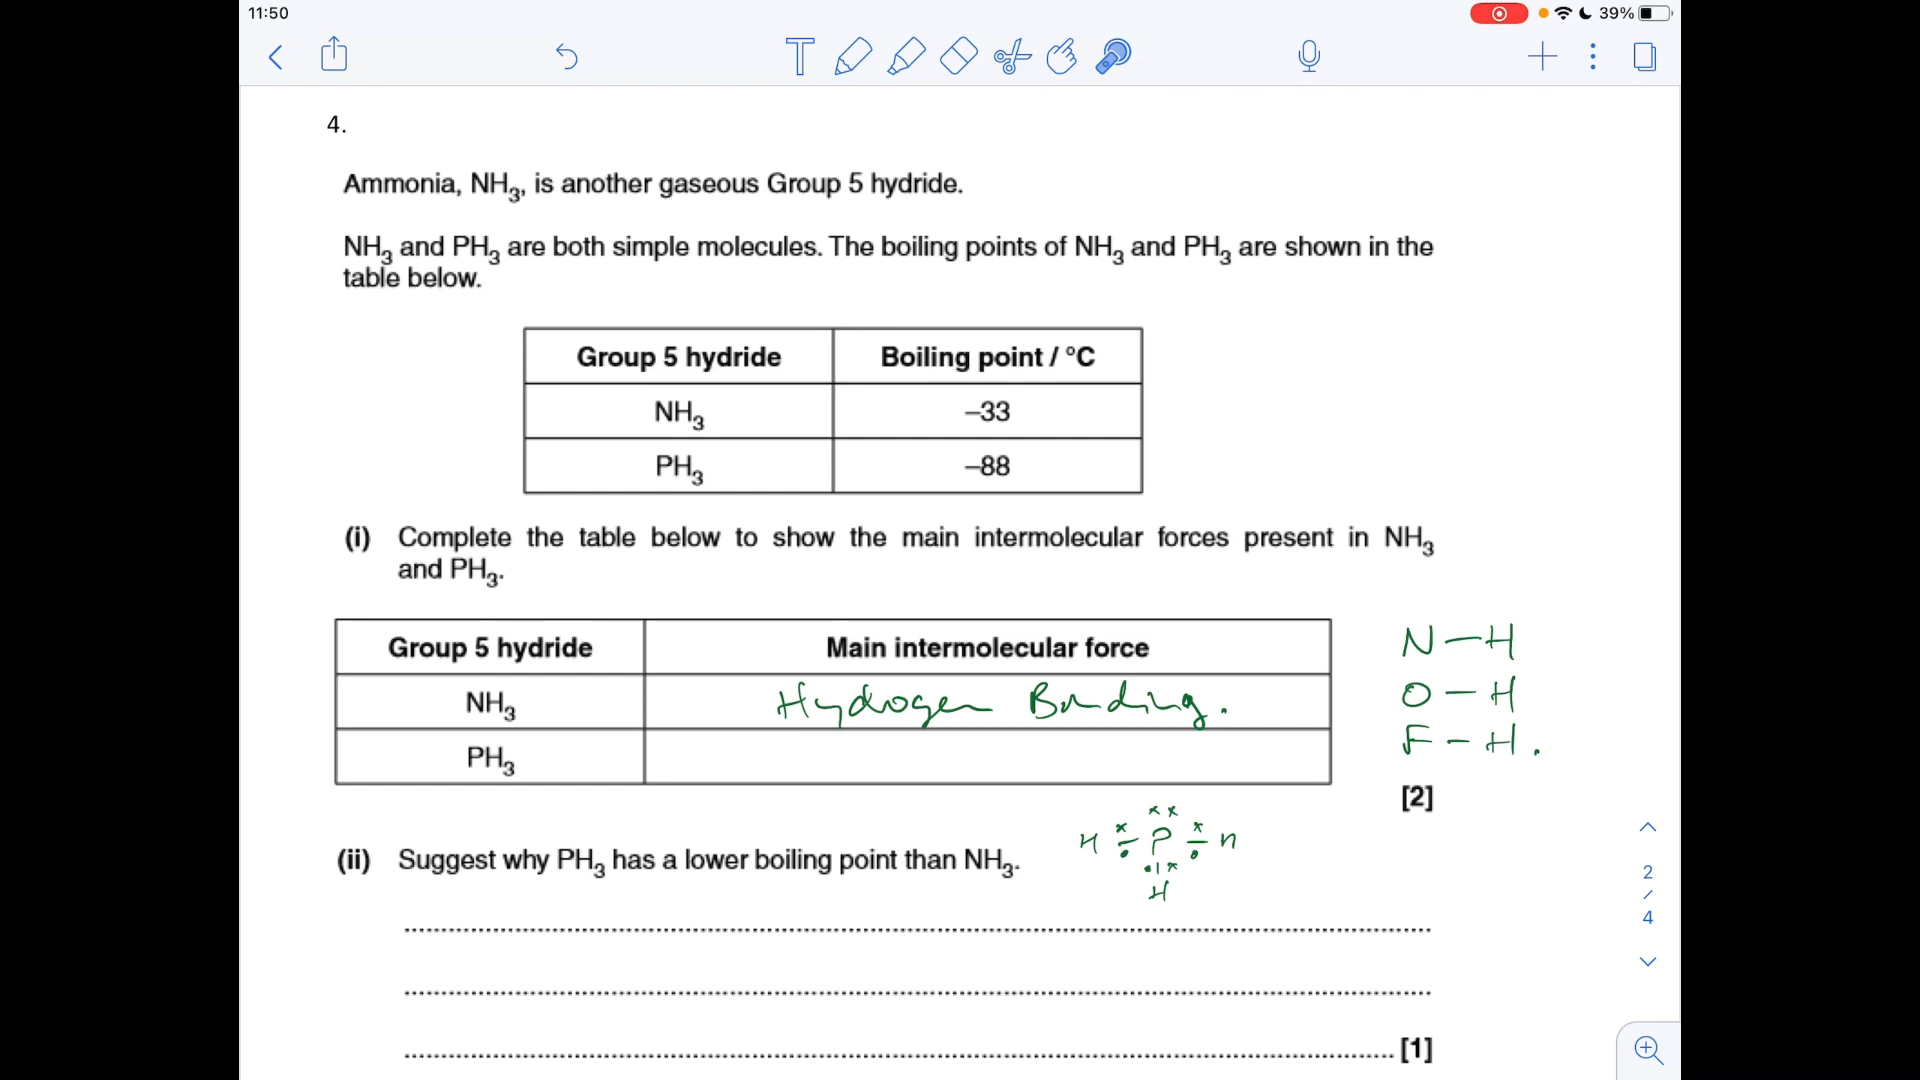 11:50
39%
4.
Ammonia, NH₃, is another gaseous Group 5 hydride.
NH₃ and PH₃ are both simple molecules. The boiling points of NH₃ and PH₃ are shown in the
table below.
Group 5 hydride Boiling point / °C
NH₃ –33
PH₃ –88
(i) Complete the table below to show the main intermolecular forces present in NH₃
and PH₃.
Group 5 hydride Main intermolecular force
NH₃ Hydrogen Bonding.
PH₃
N – H
O – H
F – H.
[2]
H P H
H
(ii) Suggest why PH₃ has a lower boiling point than NH₃.
[1]
2
/
4